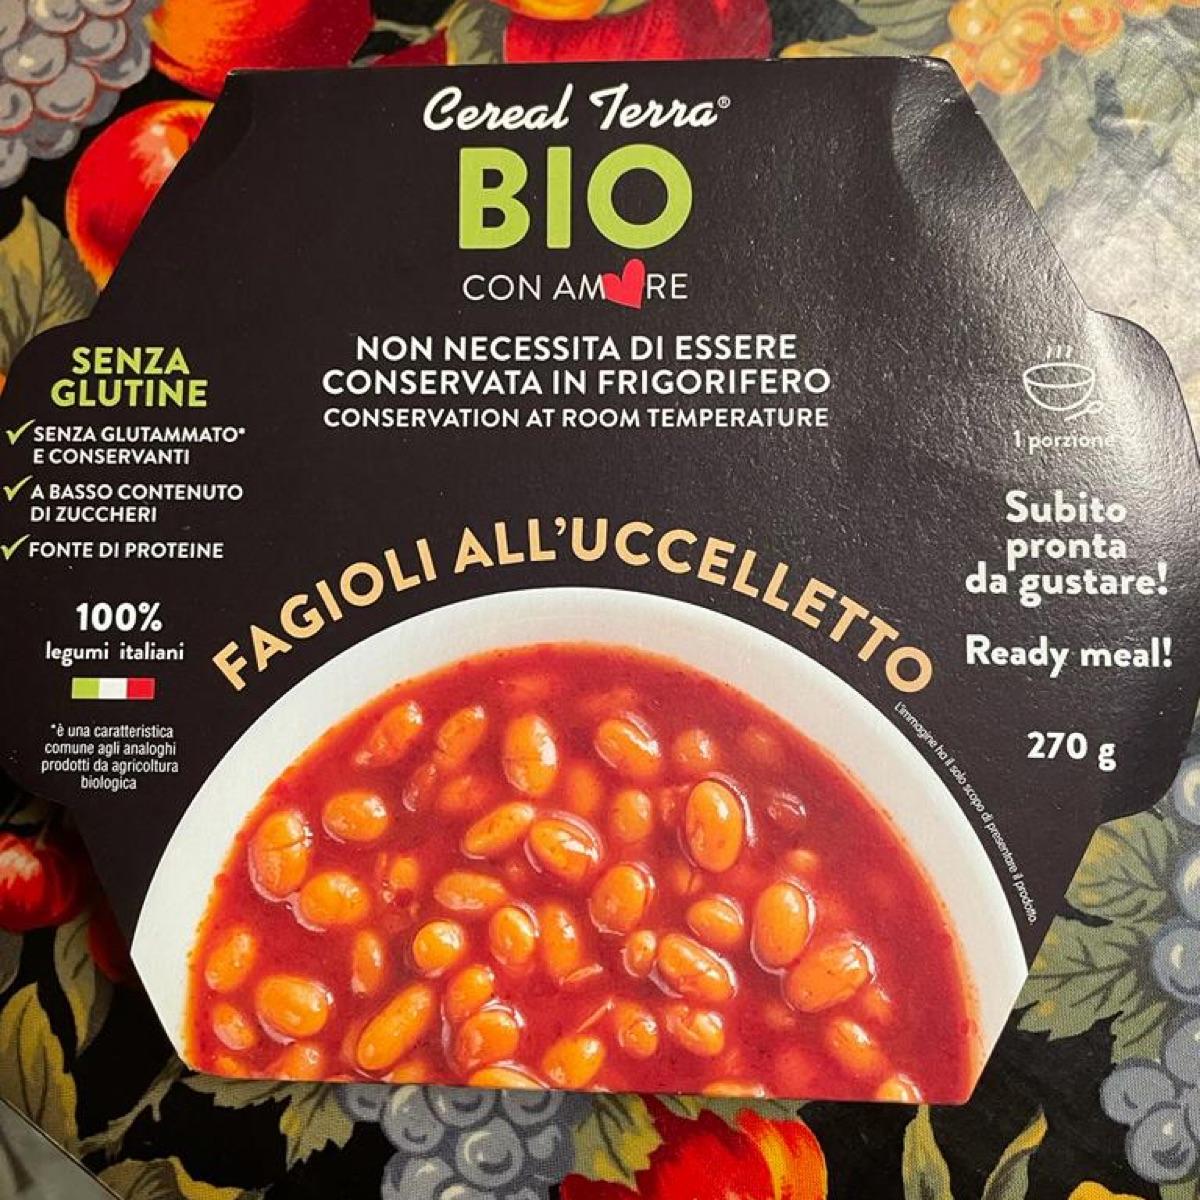 Cereal Terra®
BIO
CON AMORE
NON NECESSITA DI ESSERE
CONSERVATA IN FRIGORIFERO
CONSERVATION AT ROOM TEMPERATURE
SENZA
GLUTINE
SENZA GLUTAMMATO*
E CONSERVANTI
A BASSO CONTENUTO
DI ZUCCHERI
FONTE DI PROTEINE
100%
legumi italiani
*è una caratteristica
comune agli analoghi
prodotti da agricoltura
biologica
FAGIOLI ALL'UCCELLETTO
1 porzione
Subito
pronta
da gustare!
Ready meal!
270 g
L'immagine ha il solo scopo di presentare il prodotto.